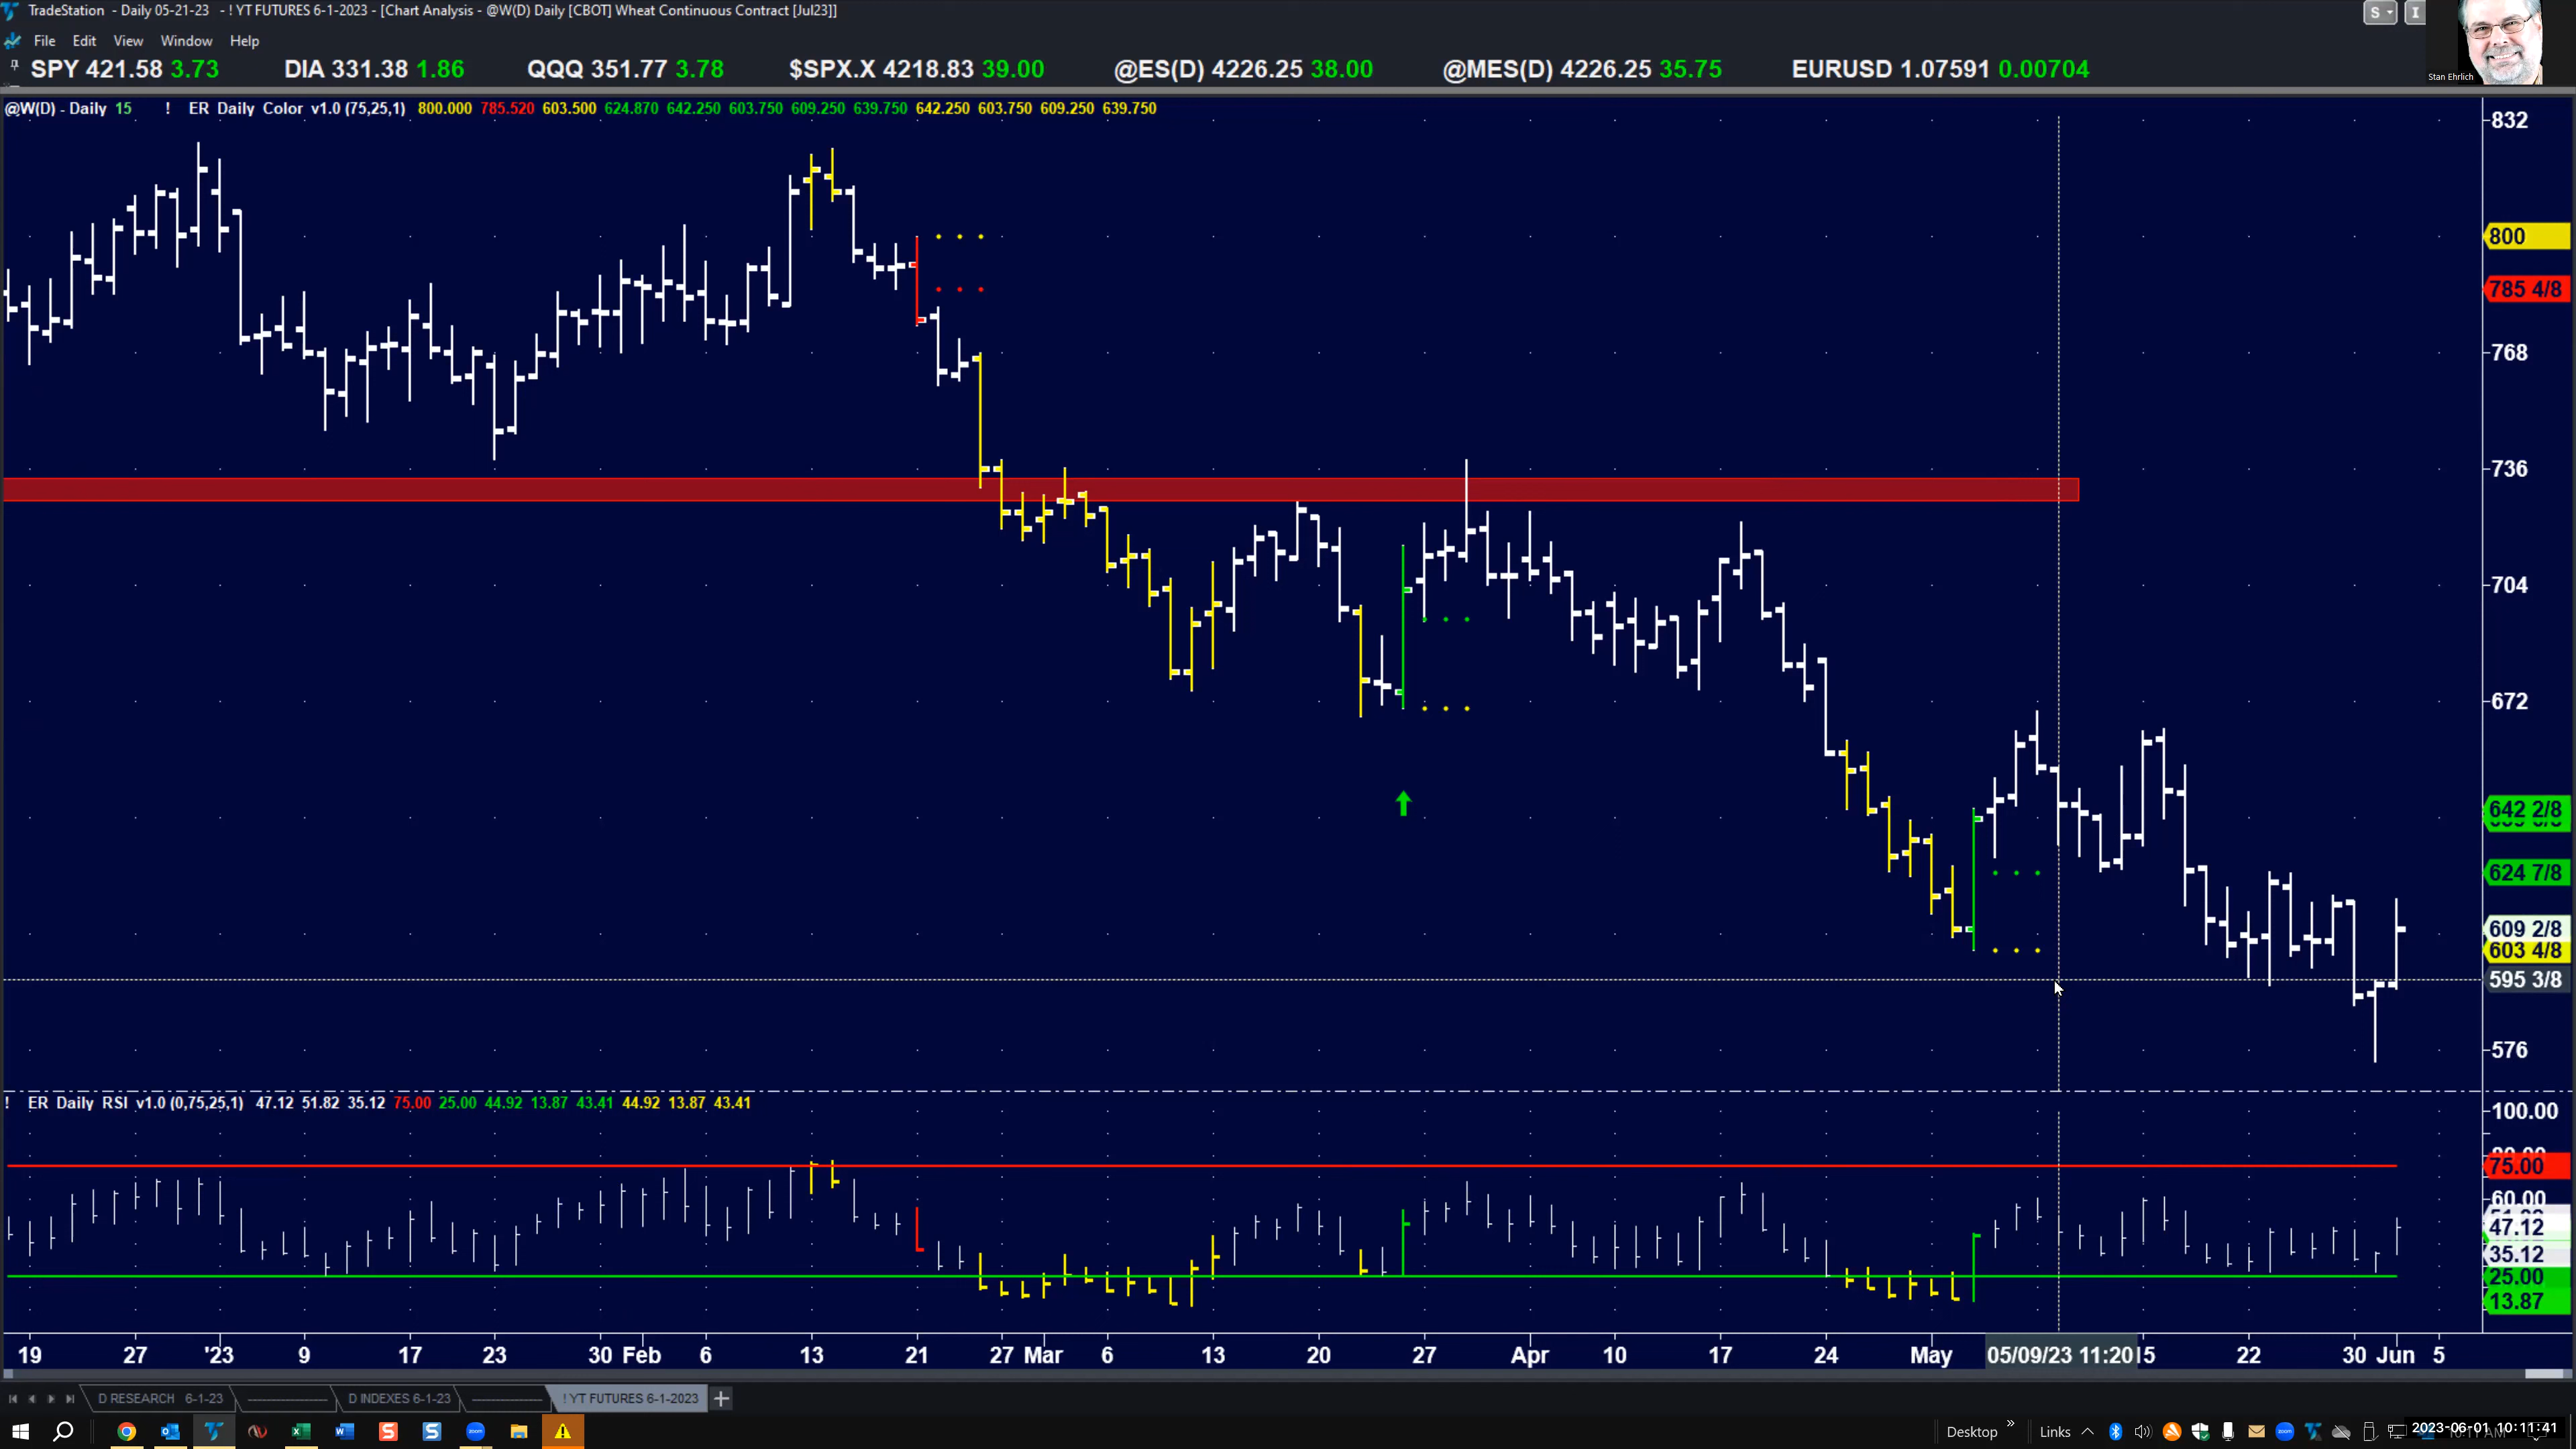 TradeStation - Daily 05-21-23 - ! YT FUTURES 6-1-2023 - [Chart Analysis - @W(D) Daily [CBOT] Wheat Continuous Contract [Jul23]]
S
I
File Edit View Window Help
Stan Ehrlich
SPY 421.58 3.73 DIA 331.38 1.86 QQQ 351.77 3.78 $SPX.X 4218.83 39.00 @ES(D) 4226.25 38.00 @MES(D) 4226.25 35.75 EURUSD 1.07591 0.00704
@W(D) - Daily 15 ! ER Daily Color v1.0 (75,25,1) 800.000 785.520 603.500 624.870 642.250 603.750 609.250 639.750 642.250 603.750 609.250 639.750
832
800
785 4/8
768
736
704
672
642 2/8
624 7/8
609 2/8
603 4/8
595 3/8
576
! ER Daily RSI v1.0 (0,75,25,1) 47.12 51.82 35.12 75.00 25.00 44.92 13.87 43.41 44.92 13.87 43.41
100.00
75.00
60.00
47.12
35.12
25.00
13.87
19 27 '23 9 17 23 30 Feb 6 13 21 27 Mar 6 13 20 27 Apr 10 17 24 May 05/09/23 11:20 15 22 30 Jun 5
D RESEARCH 6-1-23 D INDEXES 6-1-23 ! YT FUTURES 6-1-2023
Desktop Links 2023-06-01 10:11:41